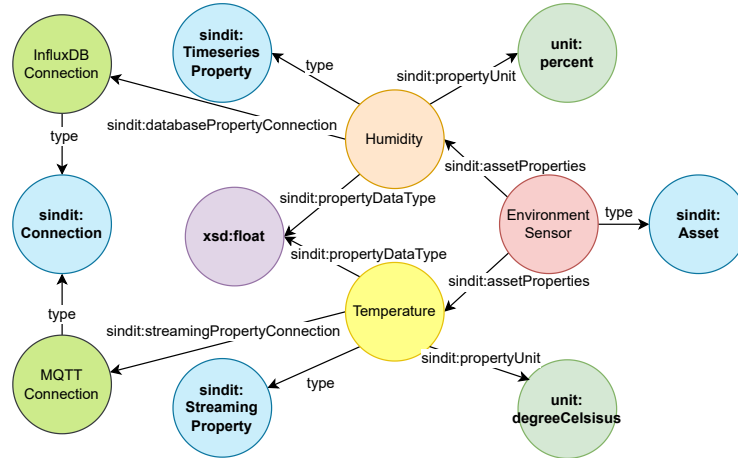 InfluxDB
Connection
sindit:
Timeseries
Property
unit:
percent
type
sindit:propertyUnit
type
sindit:databasePropertyConnection
Humidity
sindit:assetProperties
sindit:propertyDataType
sindit:
Connection
xsd:float
Environment
Sensor
type
sindit:
Asset
sindit:propertyDataType
sindit:assetProperties
type
sindit:streamingPropertyConnection
Temperature
sindit:propertyUnit
MQTT
Connection
type
sindit:
Streaming
Property
unit:
degreeCelsisus